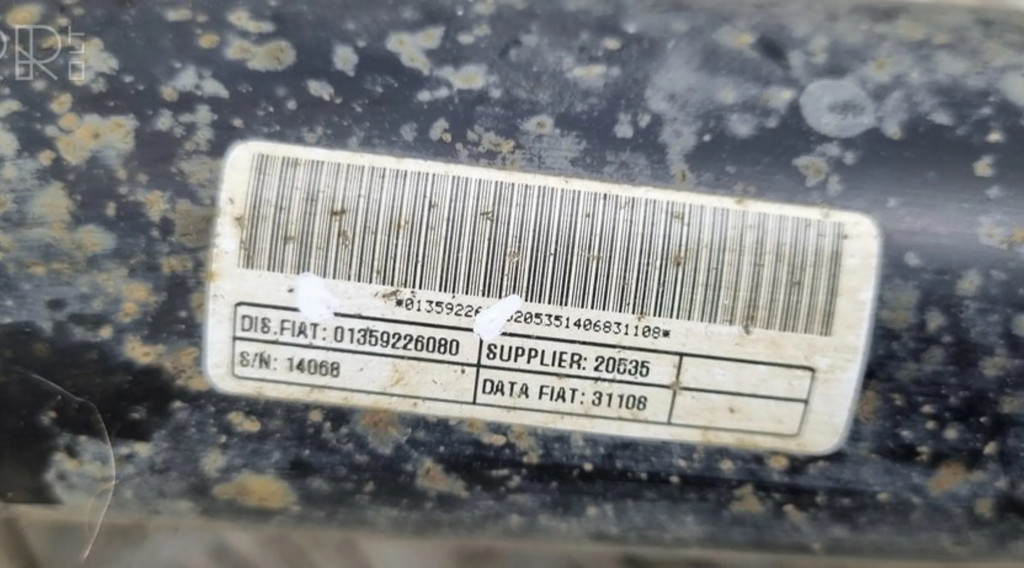 DIS.FIAT: 01359226080
SUPPLIER: 20535
S/N: 14068
DATA FIAT: 31108